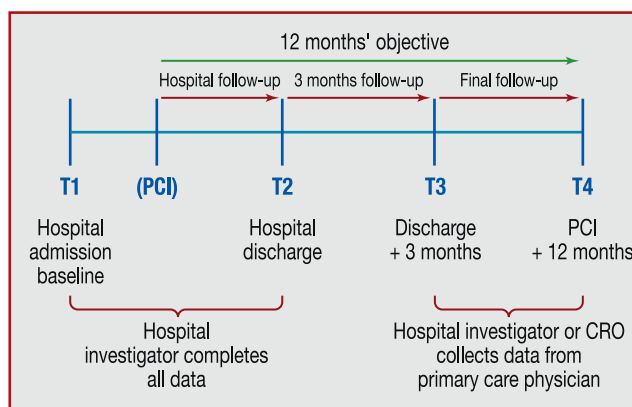 12 months' objective
Hospital follow-up
3 months follow-up
Final follow-up
T1
(PCI)
T2
T3
T4
Hospital
admission
baseline
Hospital
discharge
Discharge
+ 3 months
PCI
+ 12 months
Hospital
investigator completes
all data
Hospital investigator or CRO
collects data from
primary care physician